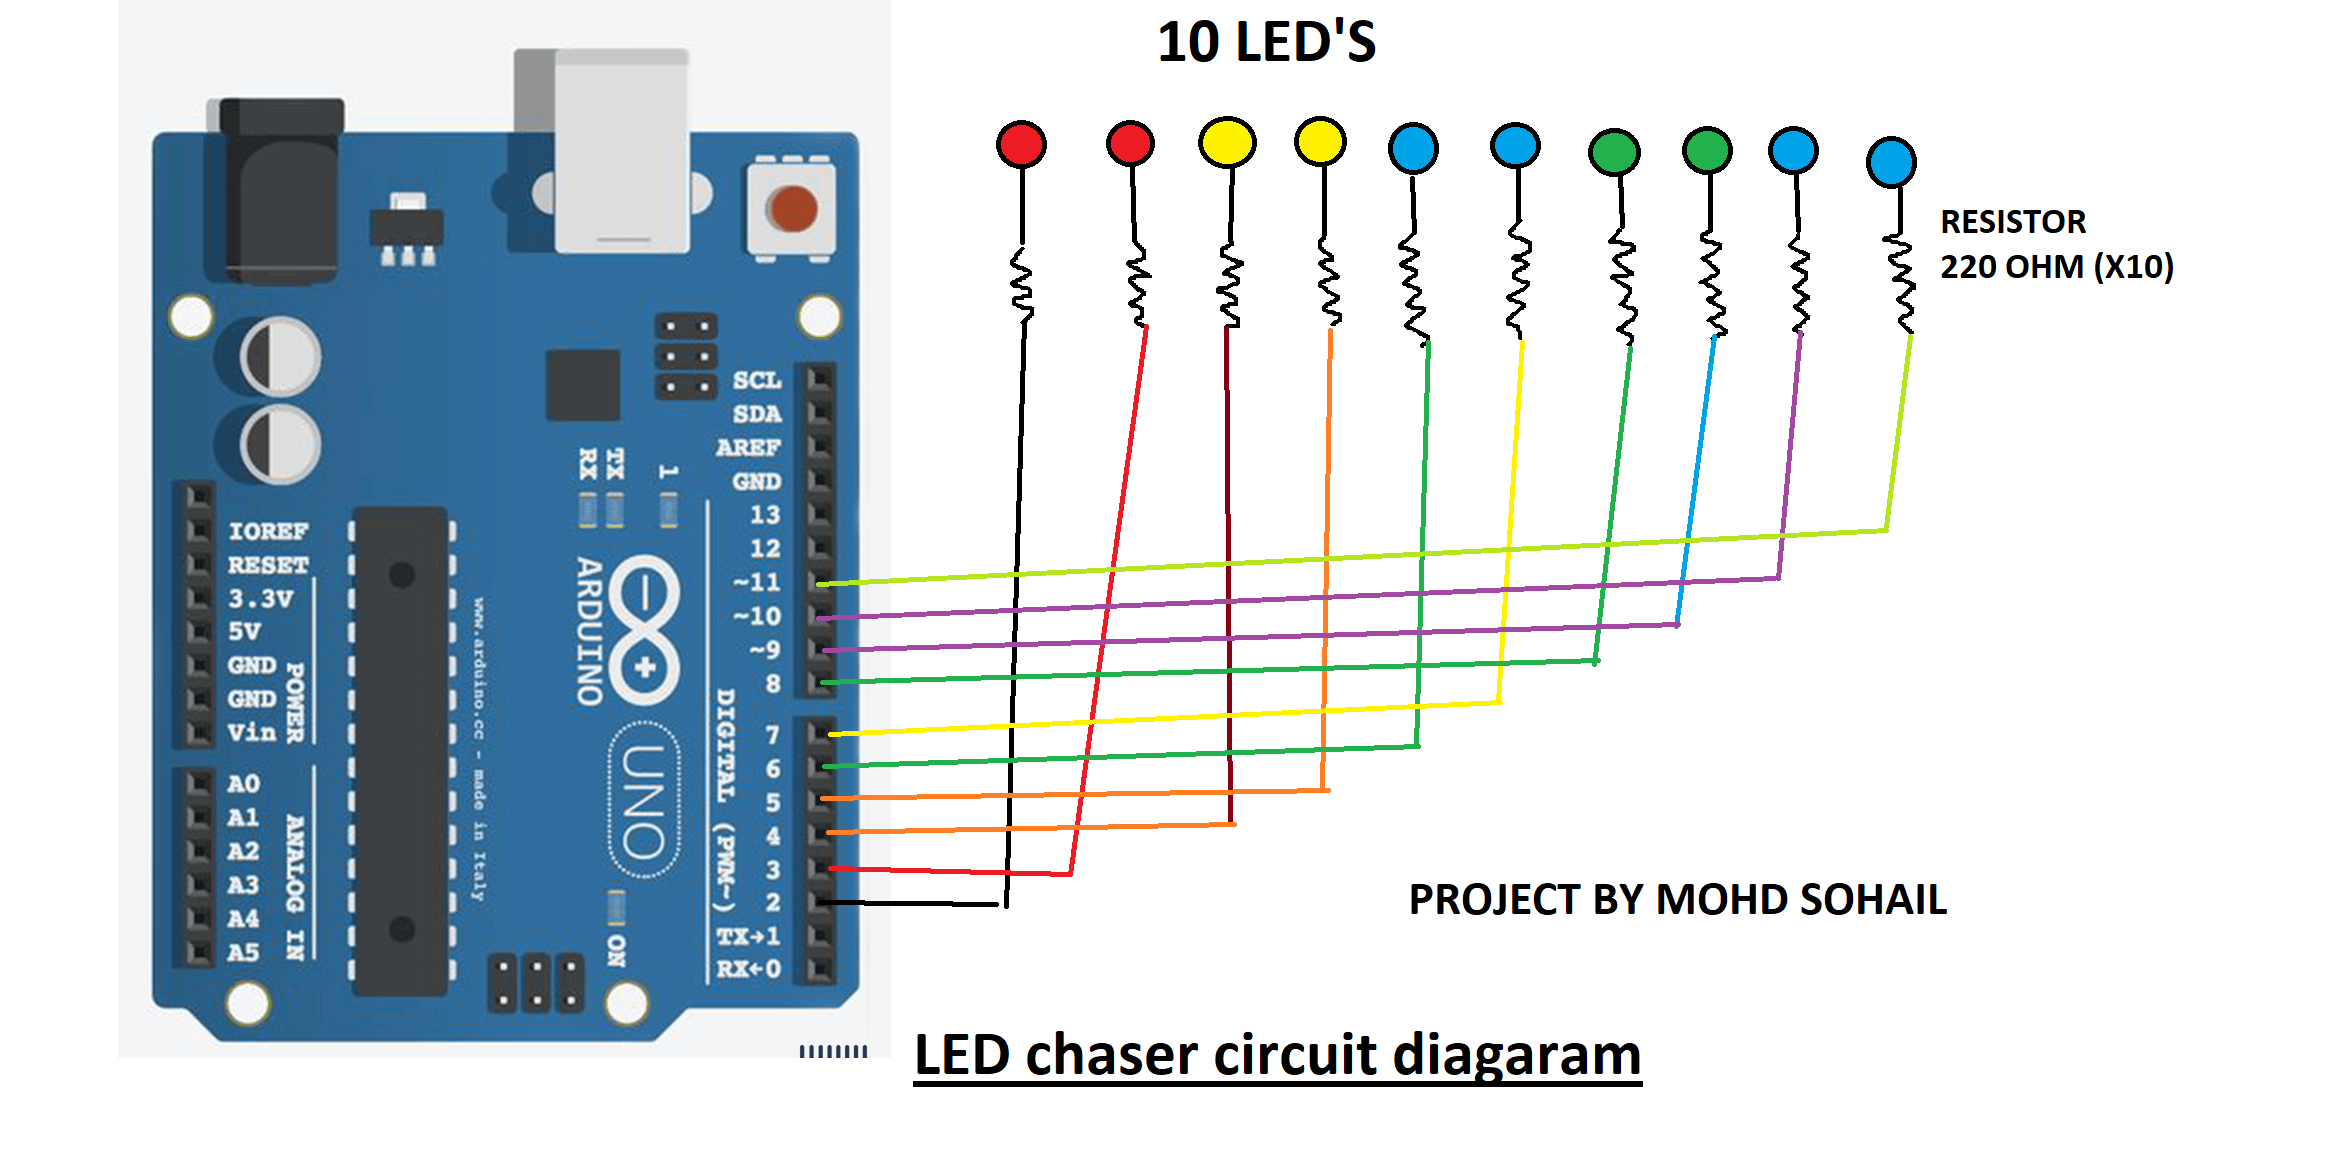 10 LED'S
RESISTOR
220 OHM (X10)
SCL
SDA
AREF
GND
RX
TX
1
13
12
~11
~10
~9
8
7
6
5
4
3
2
TX→1
RX←0
DIGITAL (PWM~)
IOREF
RESET
3.3V
5V
GND
GND
Vin
POWER
A0
A1
A2
A3
A4
A5
ANALOG IN
www.arduino.cc - made in Italy
ARDUINO
UNO
ON
PROJECT BY MOHD SOHAIL
LED chaser circuit diagaram